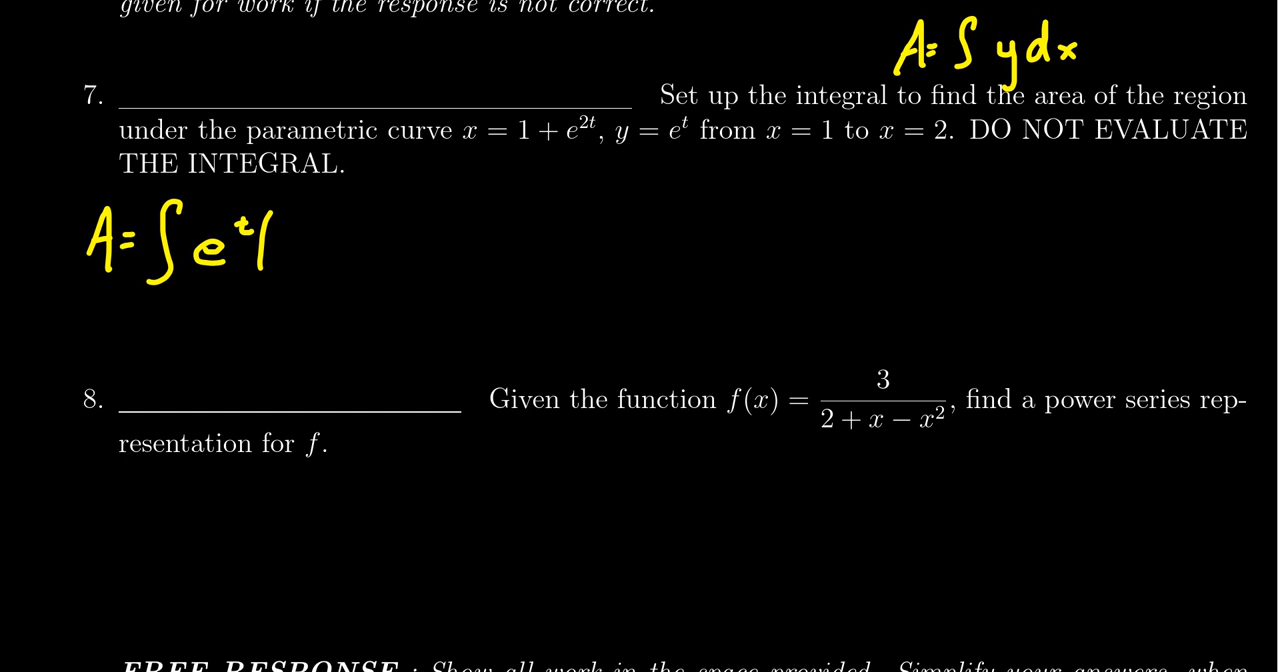 given for work if the response is not correct.
A= ∫ y dx
7. Set up the integral to find the area of the region
under the parametric curve x = 1 + e^{2t}, y = e^t from x = 1 to x = 2. DO NOT EVALUATE
THE INTEGRAL.
A= ∫ e^t (
8. Given the function f(x) = \frac{3}{2 + x − x^2}, find a power series rep-
resentation for f.
FREE RESPONSE : Show all work in the space provided. Simplify your answers, when